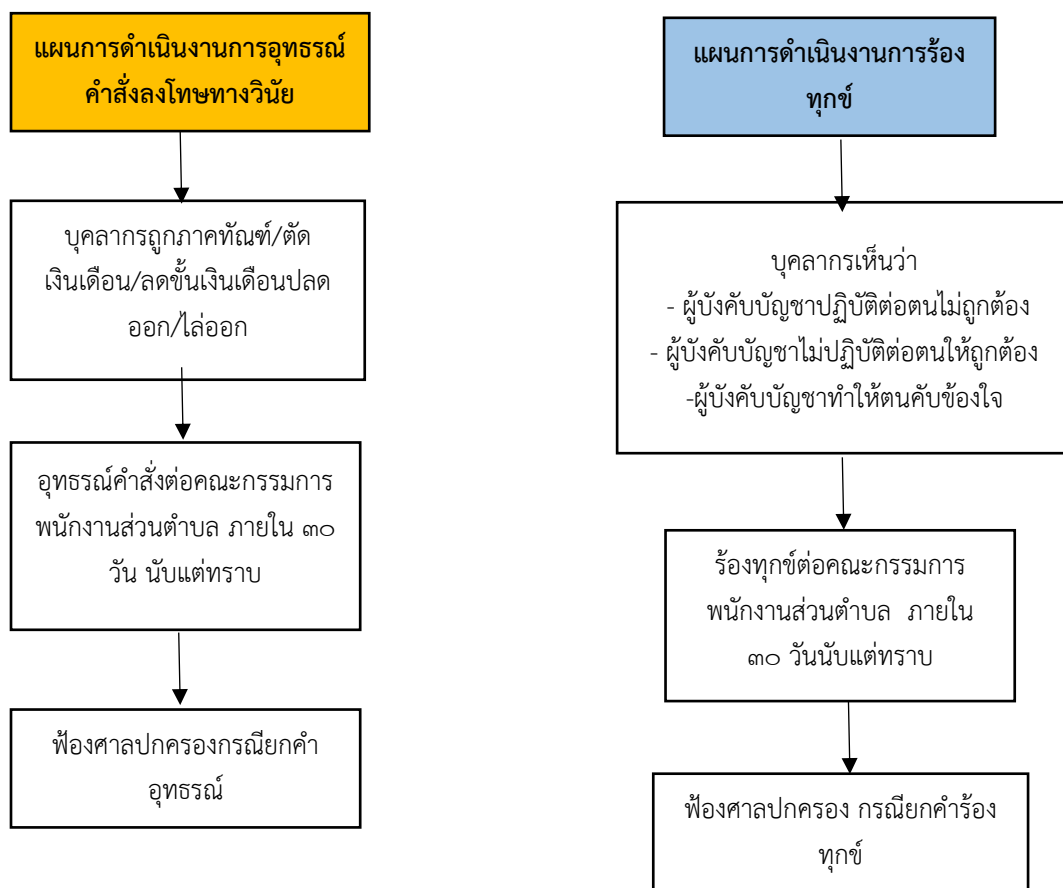 แผนการดำเนินงานการอุทธรณ์
คำสั่งลงโทษทางวินัย
บุคลากรถูกภาคทัณฑ์/ตัด
เงินเดือน/ลดขั้นเงินเดือนปลด
ออก/ไล่ออก
อุทธรณ์คำสั่งต่อคณะกรรมการ
พนักงานส่วนตำบล ภายใน ๓๐
วัน นับแต่ทราบ
ฟ้องศาลปกครองกรณียกคำ
อุทธรณ์
แผนการดำเนินงานการร้อง
ทุกข์
บุคลากรเห็นว่า
- ผู้บังคับบัญชาปฏิบัติต่อตนไม่ถูกต้อง
- ผู้บังคับบัญชาไม่ปฏิบัติต่อตนให้ถูกต้อง
-ผู้บังคับบัญชาทำให้ตนคับข้องใจ
ร้องทุกข์ต่อคณะกรรมการ
พนักงานส่วนตำบล ภายใน
๓๐ วันนับแต่ทราบ
ฟ้องศาลปกครอง กรณียกคำร้อง
ทุกข์